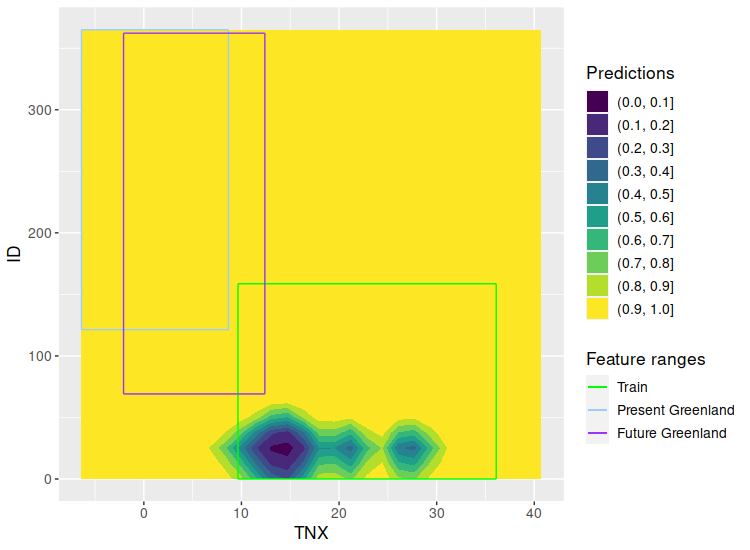 Predictions
(0.0, 0.1]
(0.1, 0.2]
(0.2, 0.3]
(0.3, 0.4]
(0.4, 0.5]
(0.5, 0.6]
(0.6, 0.7]
(0.7, 0.8]
(0.8, 0.9]
(0.9, 1.0]
Feature ranges
Train
Present Greenland
Future Greenland
ID
300
200
100
0
0
10
20
30
40
TNX